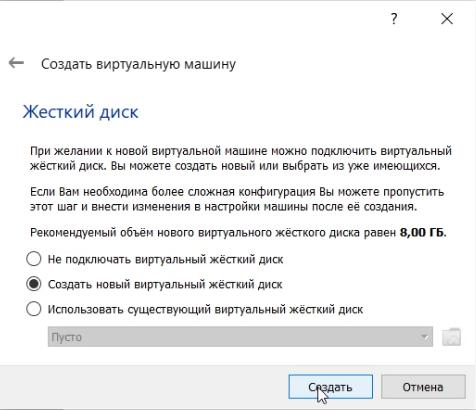 ?
Создать виртуальную машину
Жесткий диск
При желании к новой виртуальной машине можно подключить виртуальный
жёсткий диск. Вы можете создать новый или выбрать из уже имеющихся.
Если Вам необходима более сложная конфигурация Вы можете пропустить
этот шаг и внести изменения в настройки машины после её создания.
Рекомендуемый объём нового виртуального жёсткого диска равен 8,00 ГБ.
Не подключать виртуальный жёсткий диск
Создать новый виртуальный жёсткий диск
Использовать существующий виртуальный жёсткий диск
Пусто
Создать Отмена